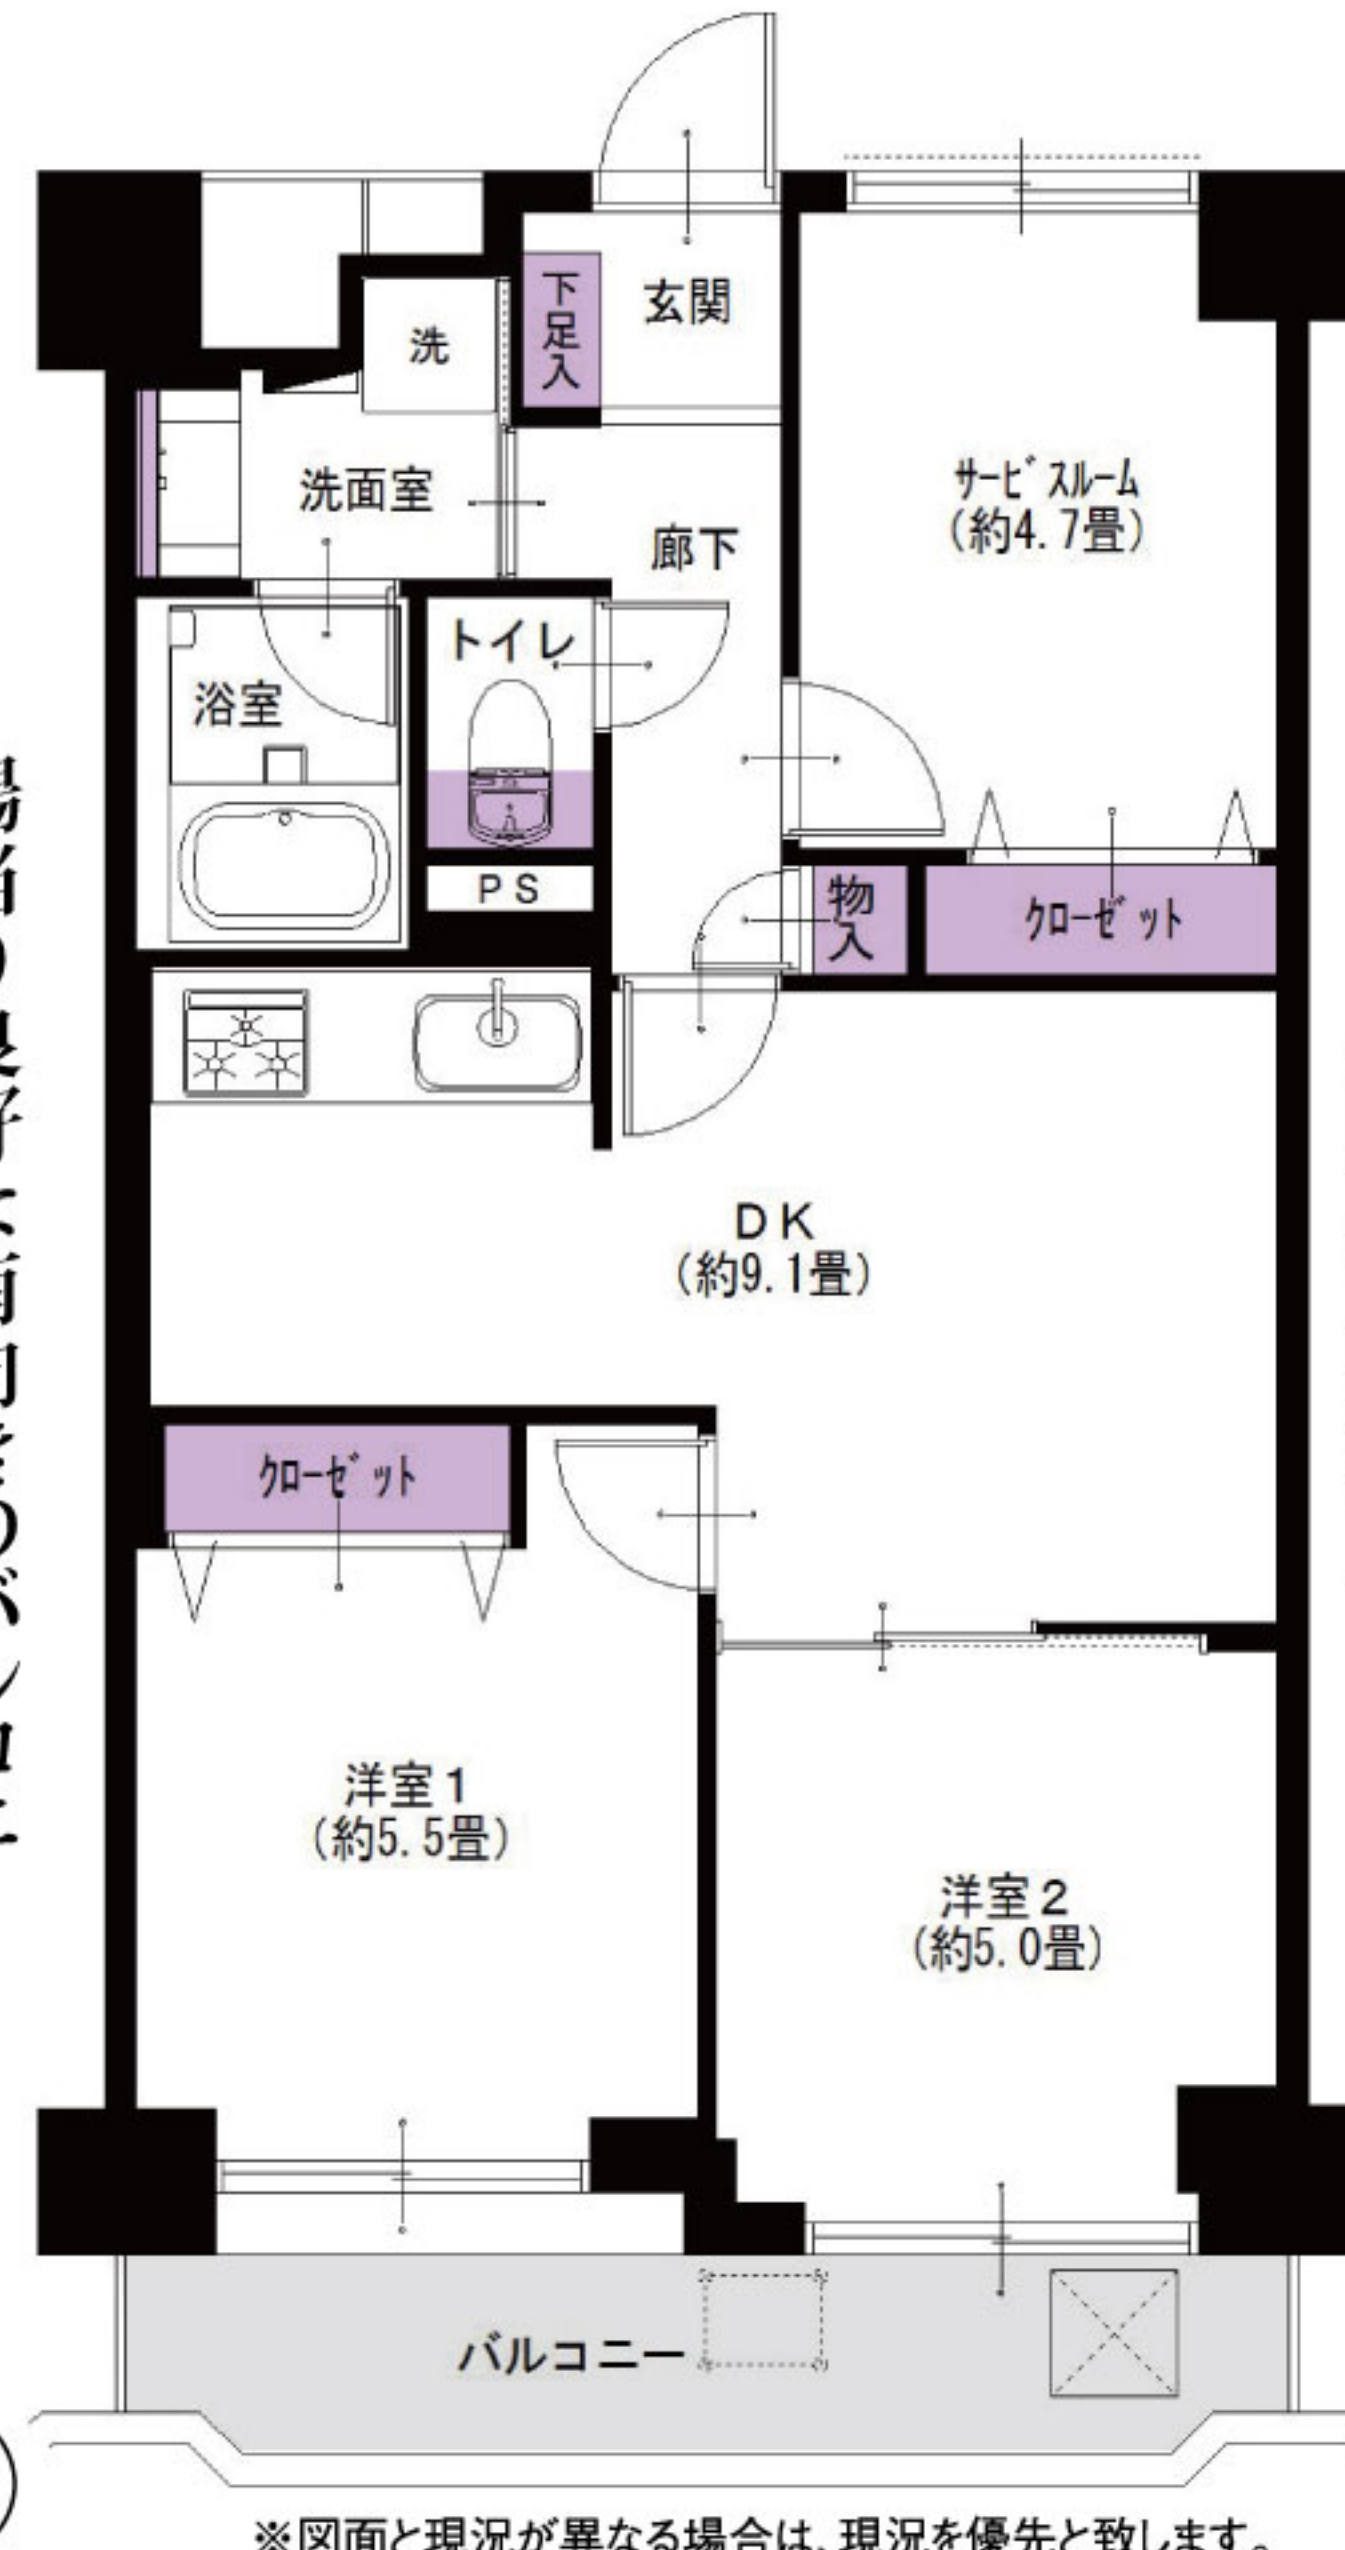 玄関
下足入
洗
洗面室
サービスルーム
(約4.7畳)
廊下
トイレ
浴室
PS
物入
クローゼット
DK
(約9.1畳)
クローゼット
洋室1
(約5.5畳)
洋室2
(約5.0畳)
バルコニー
※図面と現況が異なる場合は、現況を優先と致します。